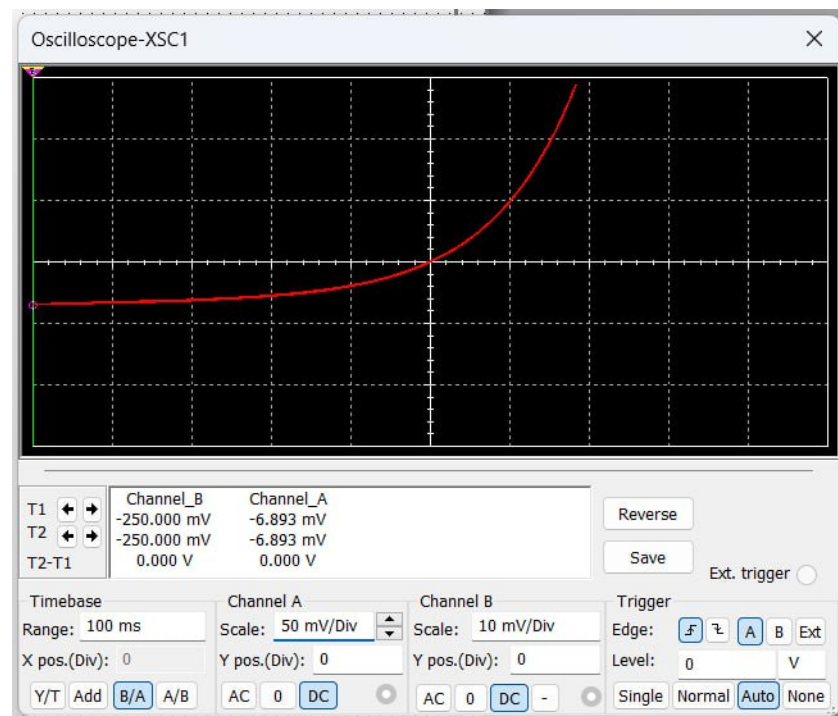 Oscilloscope-XSC1
T1
T2
T2-T1
Channel_B Channel_A
-250.000 mV -6.893 mV
-250.000 mV -6.893 mV
0.000 V 0.000 V
Reverse
Save
Ext. trigger
Timebase
Range: 100 ms
X pos.(Div): 0
Y/T Add B/A A/B
Channel A
Scale: 50 mV/Div
Y pos.(Div): 0
AC 0 DC
Channel B
Scale: 10 mV/Div
Y pos.(Div): 0
AC 0 DC -
Trigger
Edge: A B Ext
Level: 0 V
Single Normal Auto None